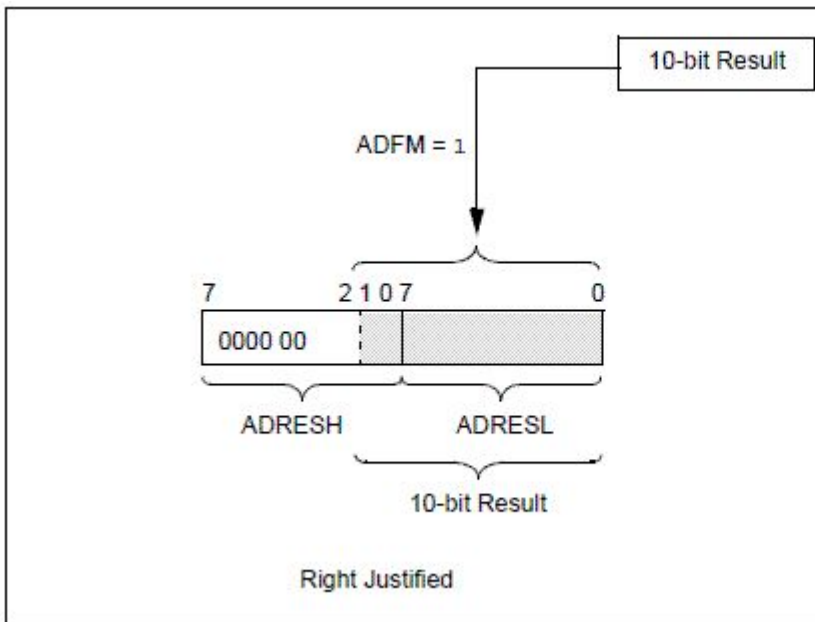 10-bit Result
ADFM = 1
7 2 1 0 7 0
0000 00
ADRESH ADRESL
10-bit Result
Right Justified